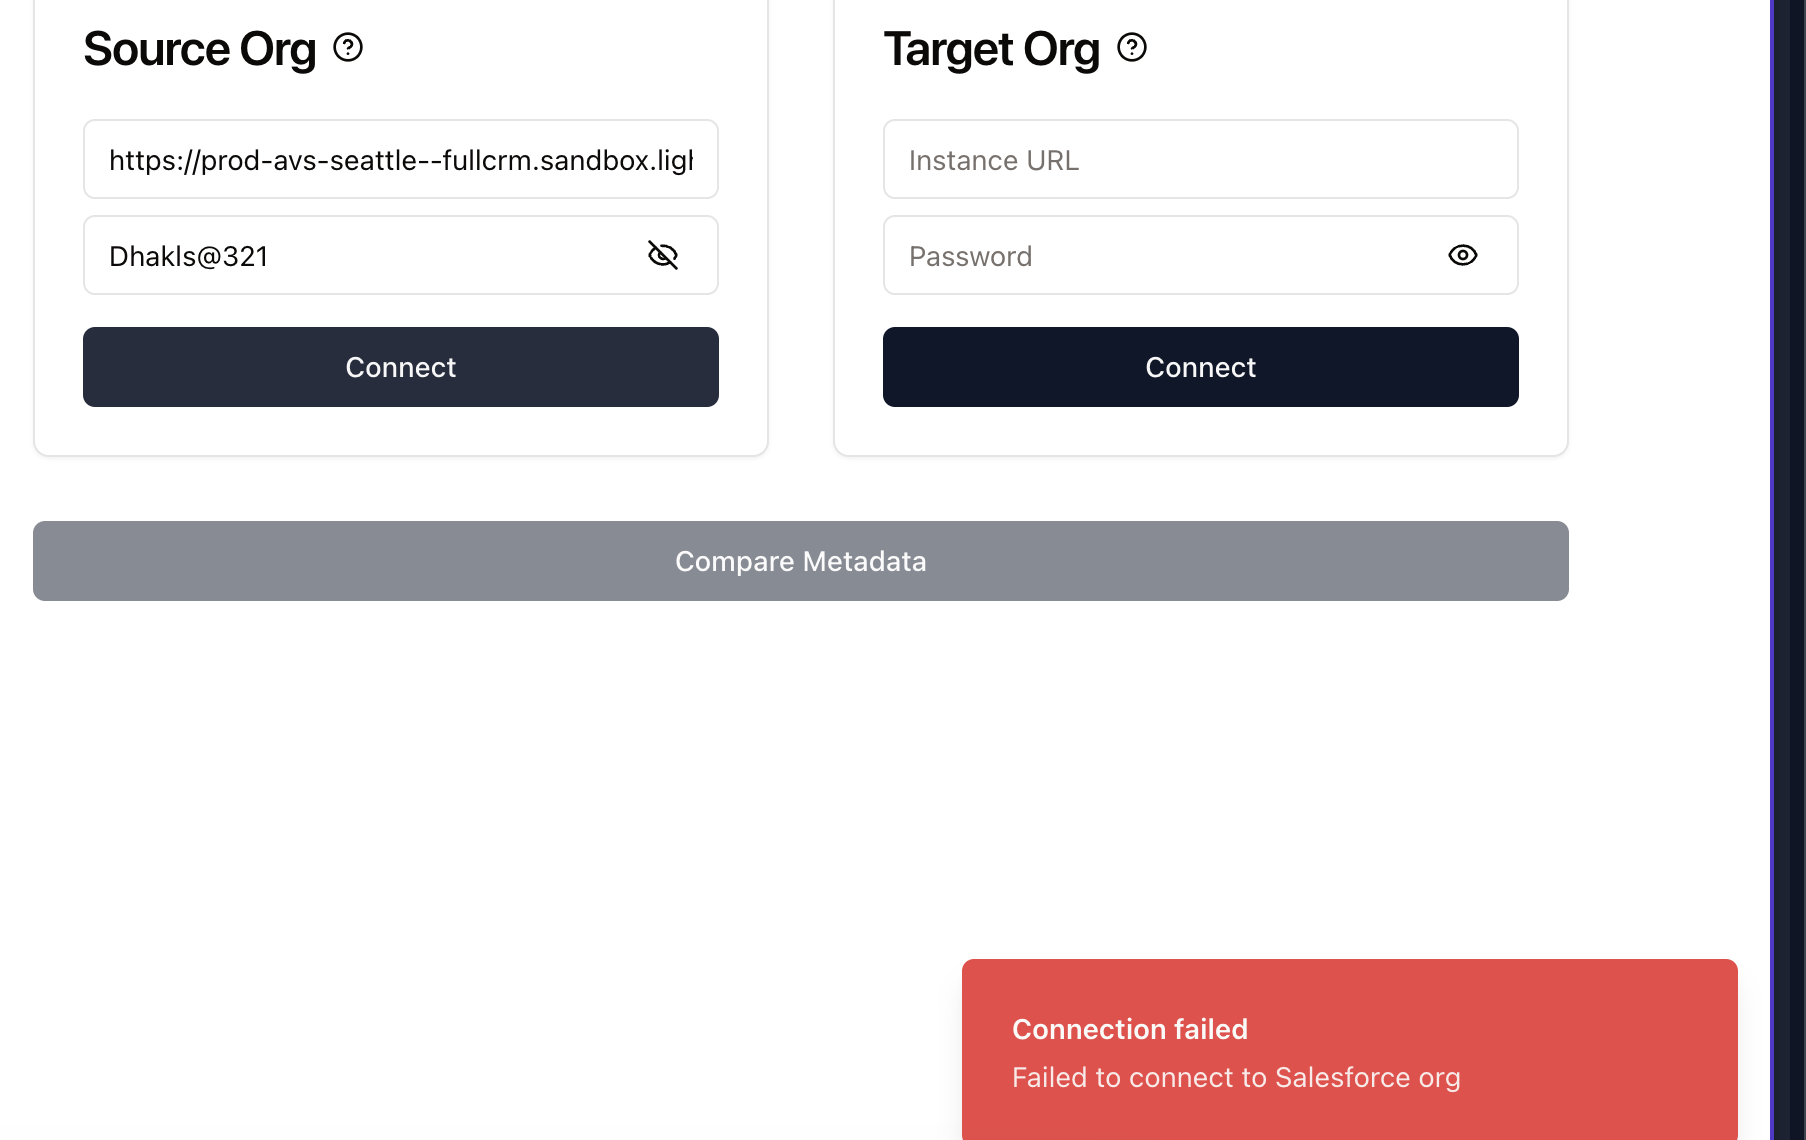 Source Org
https://prod-avs-seattle--fullcrm.sandbox.ligh
Dhakls@321
Connect
Target Org
Instance URL
Password
Connect
Compare Metadata
Connection failed
Failed to connect to Salesforce org